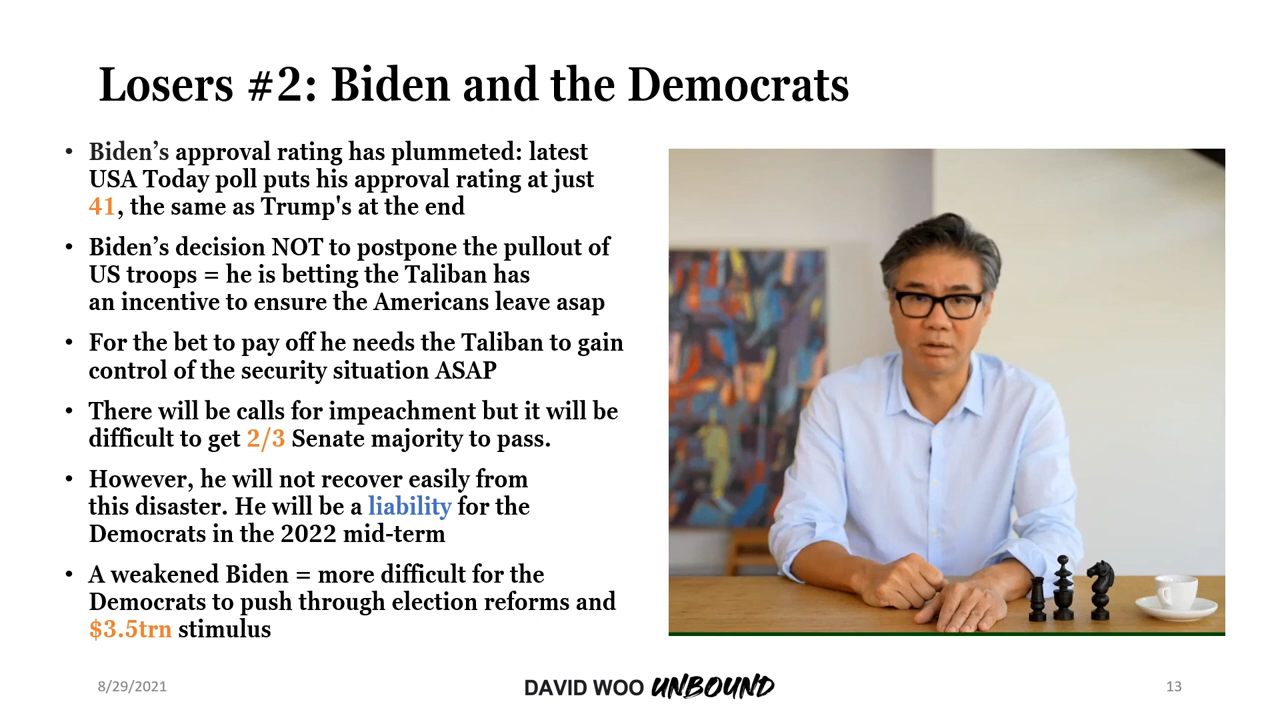 Losers #2: Biden and the Democrats
• Biden’s approval rating has plummeted: latest
USA Today poll puts his approval rating at just
41, the same as Trump's at the end
• Biden’s decision NOT to postpone the pullout of
US troops = he is betting the Taliban has
an incentive to ensure the Americans leave asap
• For the bet to pay off he needs the Taliban to gain
control of the security situation ASAP
• There will be calls for impeachment but it will be
difficult to get 2/3 Senate majority to pass.
• However, he will not recover easily from
this disaster. He will be a liability for the
Democrats in the 2022 mid-term
• A weakened Biden = more difficult for the
Democrats to push through election reforms and
$3.5trn stimulus
8/29/2021
DAVID WOO UNBOUND
13